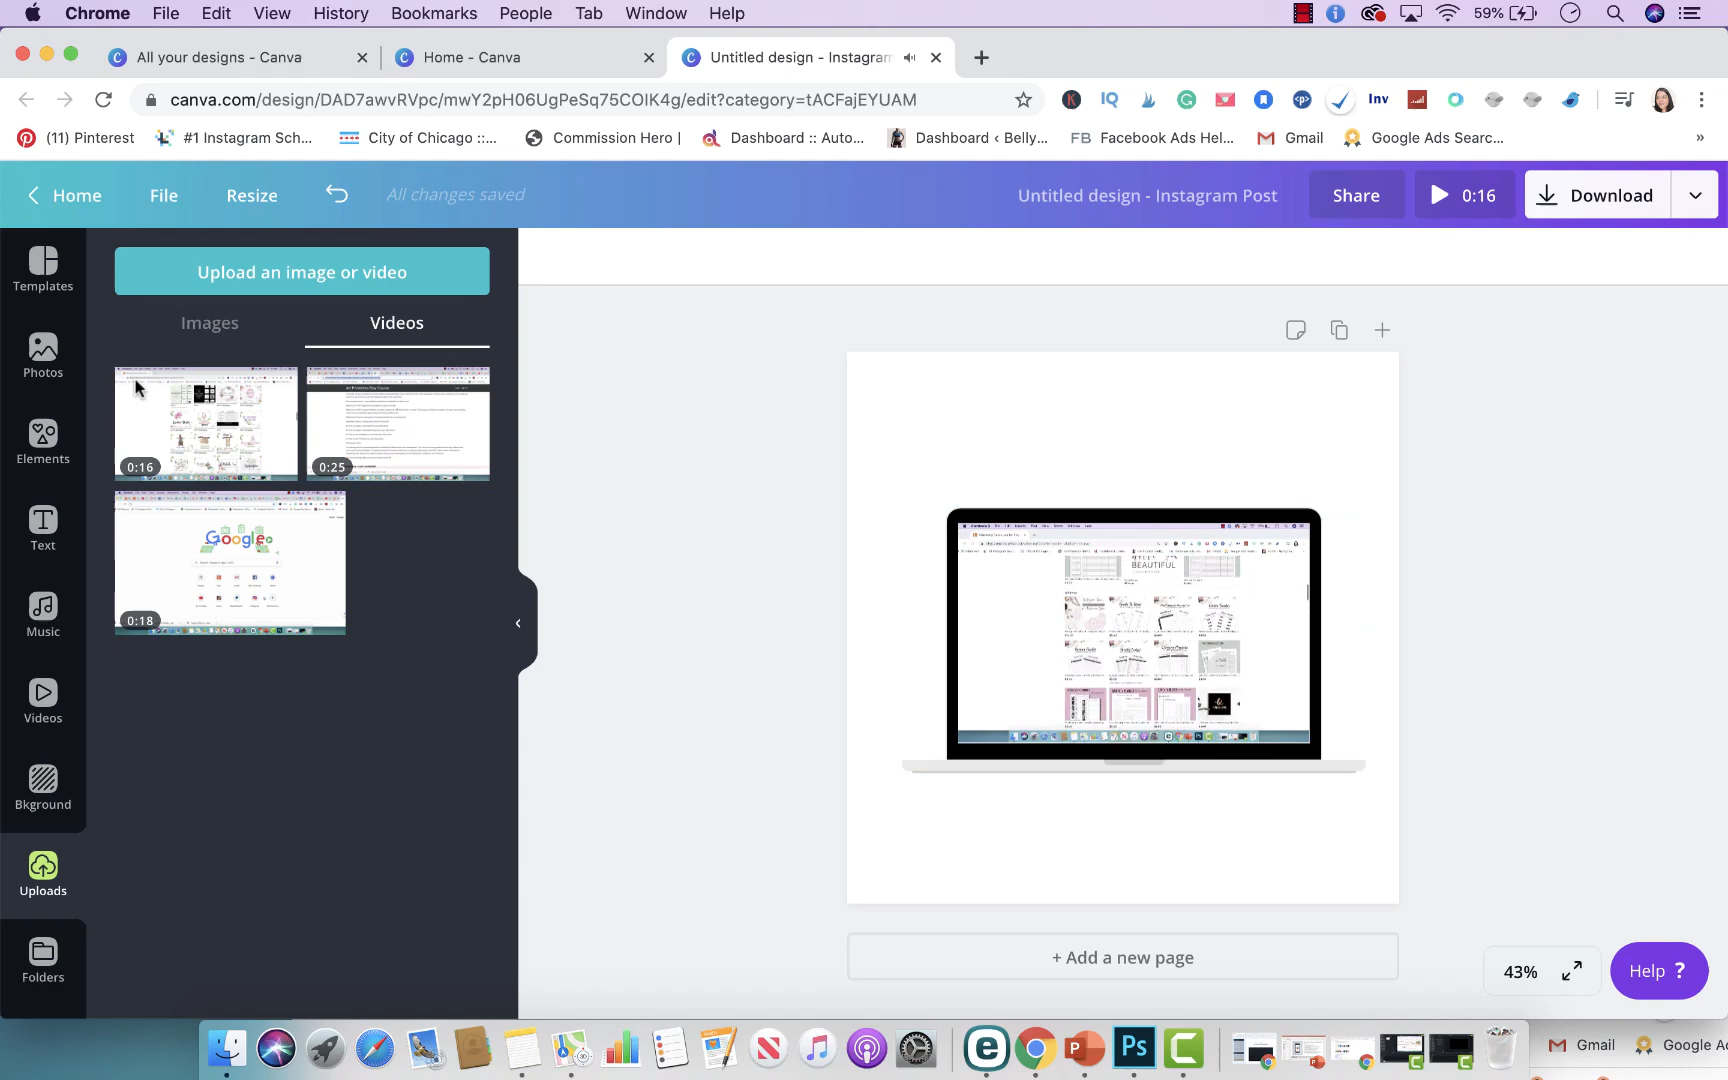 Chrome File Edit View History Bookmarks People Tab Window Help 59%
All your designs - Canva Home - Canva Untitled design - Instagram
canva.com/design/DAD7awvRVpc/mwY2pH06UgPeSq75COIK4g/edit?category=tACFajEYUAM IQ Inv
(11) Pinterest #1 Instagram Sch... City of Chicago ::... Commission Hero | Dashboard :: Auto... Dashboard ‹ Belly... FB Facebook Ads Hel... Gmail Google Ads Searc... »
Home File Resize All changes saved Untitled design - Instagram Post Share 0:16 Download
Templates
Photos
Elements
Text
Music
Videos
Bkground
Uploads
Folders
Upload an image or video
Images Videos
0:16 0:25
Google
0:18
BEAUTIFUL
+ Add a new page
43% Help ?
Ps
Gmail Google Ads